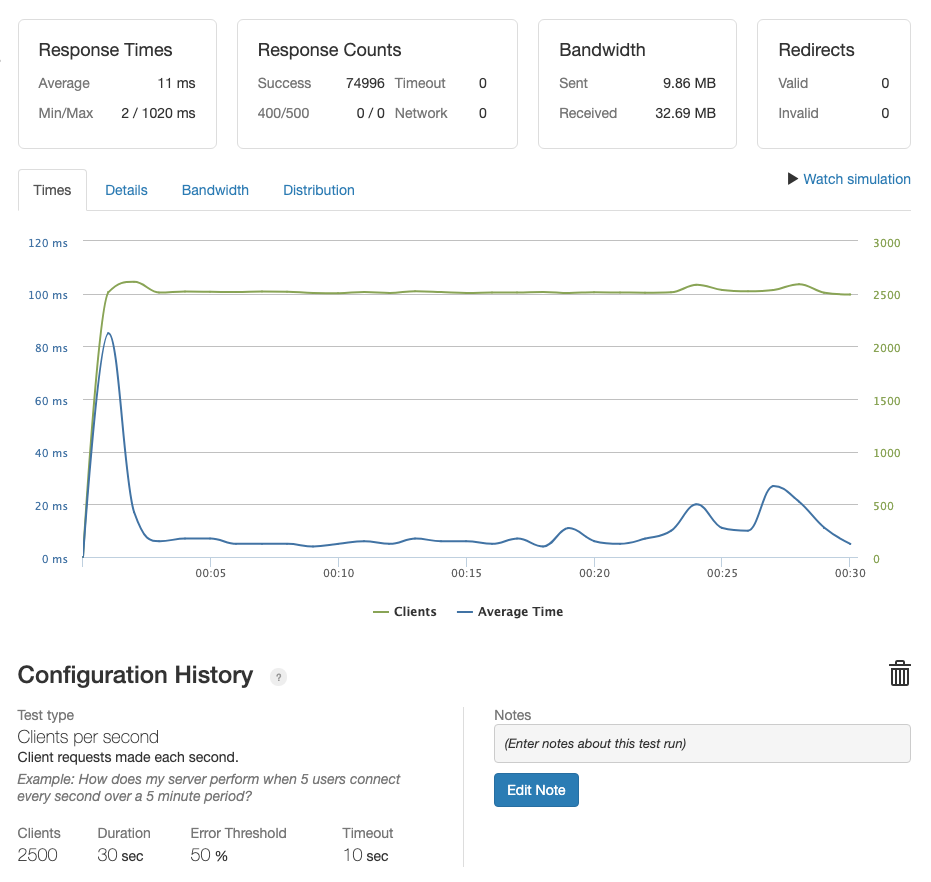 Response Times
Average 11 ms
Min/Max 2 / 1020 ms
Response Counts
Success 74996 Timeout 0
400/500 0 / 0 Network 0
Bandwidth
Sent 9.86 MB
Received 32.69 MB
Redirects
Valid 0
Invalid 0
Times Details Bandwidth Distribution
Watch simulation
120 ms 3000
100 ms 2500
80 ms 2000
60 ms 1500
40 ms 1000
20 ms 500
0 ms 0
00:05 00:10 00:15 00:20 00:25 00:30
Clients Average Time
Configuration History ?
Test type
Clients per second
Client requests made each second.
Example: How does my server perform when 5 users connect
every second over a 5 minute period?
Clients Duration Error Threshold Timeout
2500 30 sec 50 % 10 sec
Notes
(Enter notes about this test run)
Edit Note